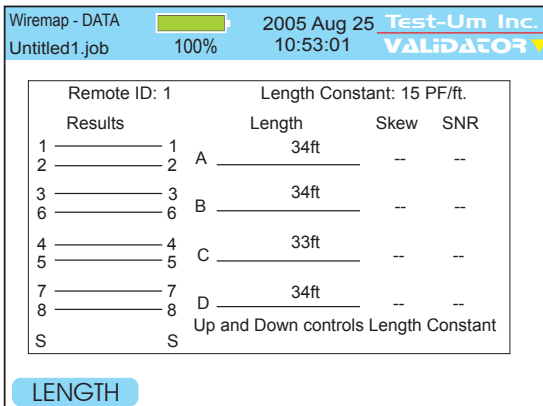 Wiremap - DATA 2005 Aug 25 Test-Um Inc.
Untitled1.job 100% 10:53:01 VALIDATOR
Remote ID: 1 Length Constant: 15 PF/ft.
Results Length Skew SNR
1 1 34ft
2 2 A -- --
3 3 34ft
6 6 B -- --
4 4 33ft
5 5 C -- --
7 7 34ft
8 8 D -- --
Up and Down controls Length Constant
S S
LENGTH